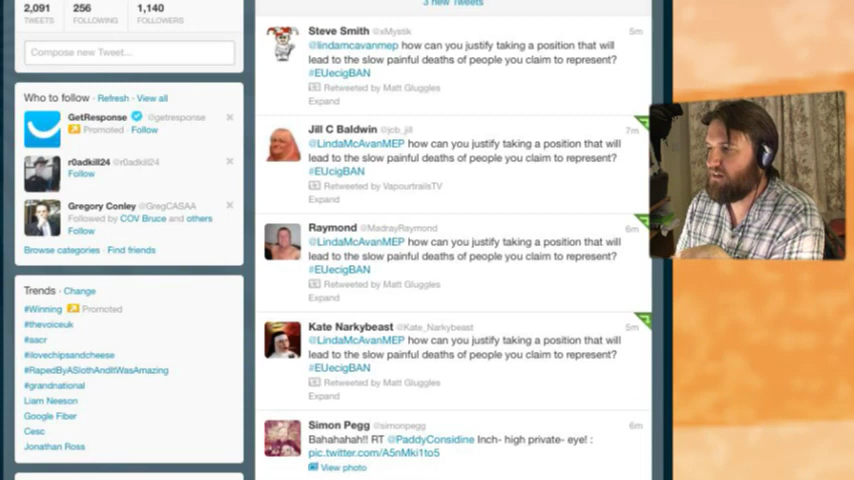 2,091
TWEETS
256
FOLLOWING
1,140
FOLLOWERS
Compose new Tweet...
Who to follow · Refresh · View all
GetResponse @getresponse
Promoted · Follow
r0adkill24 @r0adkill24
Follow
Gregory Conley @GregCASAA
Followed by COV Bruce and others
Follow
Browse categories · Find friends
Trends · Change
#Winning Promoted
#thevoiceuk
#aacr
#ilovechipsandcheese
#RapedByASlothAndItWasAmazing
#grandnational
Liam Neeson
Google Fiber
Cesc
Jonathan Ross
3 new Tweets
Steve Smith @xMystik 5m
@lindamcavanmep how can you justify taking a position that will
lead to the slow painful deaths of people you claim to represent?
#EUecigBAN
Retweeted by Matt Gluggles
Expand
Jill C Baldwin @jcb_jill 7m
@LindaMcAvanMEP how can you justify taking a position that will
lead to the slow painful deaths of people you claim to represent?
#EUecigBAN
Retweeted by VapourtrailsTV
Expand
Raymond @MadrayRaymond 6m
@LindaMcAvanMEP how can you justify taking a position that will
lead to the slow painful deaths of people you claim to represent?
#EUecigBAN
Retweeted by Matt Gluggles
Expand
Kate Narkybeast @Kate_Narkybeast 5m
@LindaMcAvanMEP how can you justify taking a position that will
lead to the slow painful deaths of people you claim to represent?
#EUecigBAN
Retweeted by Matt Gluggles
Expand
Simon Pegg @simonpegg 6m
Bahahahah!! RT @PaddyConsidine Inch- high private- eye! :
pic.twitter.com/A5nMki1to5
View photo